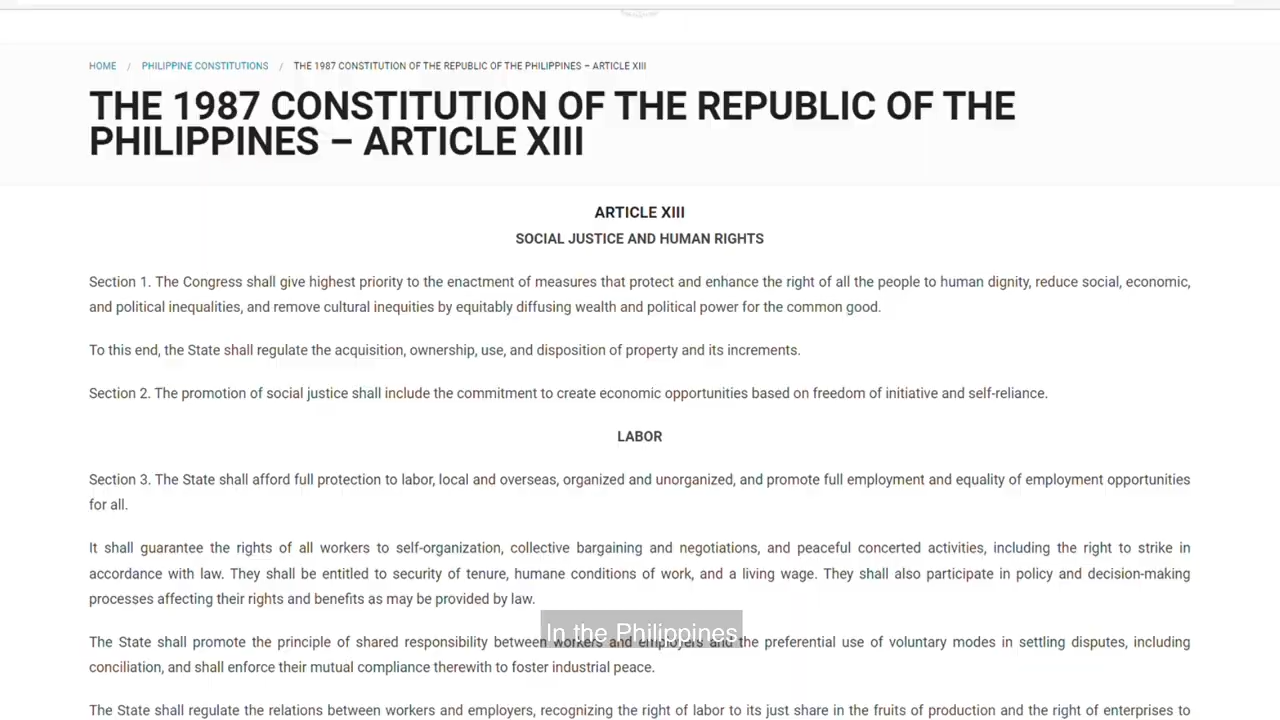 HOME / PHILIPPINE CONSTITUTIONS / THE 1987 CONSTITUTION OF THE REPUBLIC OF THE PHILIPPINES – ARTICLE XIII
THE 1987 CONSTITUTION OF THE REPUBLIC OF THE
PHILIPPINES – ARTICLE XIII
ARTICLE XIII
SOCIAL JUSTICE AND HUMAN RIGHTS
Section 1. The Congress shall give highest priority to the enactment of measures that protect and enhance the right of all the people to human dignity, reduce social, economic,
and political inequalities, and remove cultural inequities by equitably diffusing wealth and political power for the common good.
To this end, the State shall regulate the acquisition, ownership, use, and disposition of property and its increments.
Section 2. The promotion of social justice shall include the commitment to create economic opportunities based on freedom of initiative and self-reliance.
LABOR
Section 3. The State shall afford full protection to labor, local and overseas, organized and unorganized, and promote full employment and equality of employment opportunities
for all.
It shall guarantee the rights of all workers to self-organization, collective bargaining and negotiations, and peaceful concerted activities, including the right to strike in
accordance with law. They shall be entitled to security of tenure, humane conditions of work, and a living wage. They shall also participate in policy and decision-making
processes affecting their rights and benefits as may be provided by law.
In the Philippines
The State shall promote the principle of shared responsibility between workers and employers and the preferential use of voluntary modes in settling disputes, including
conciliation, and shall enforce their mutual compliance therewith to foster industrial peace.
The State shall regulate the relations between workers and employers, recognizing the right of labor to its just share in the fruits of production and the right of enterprises to